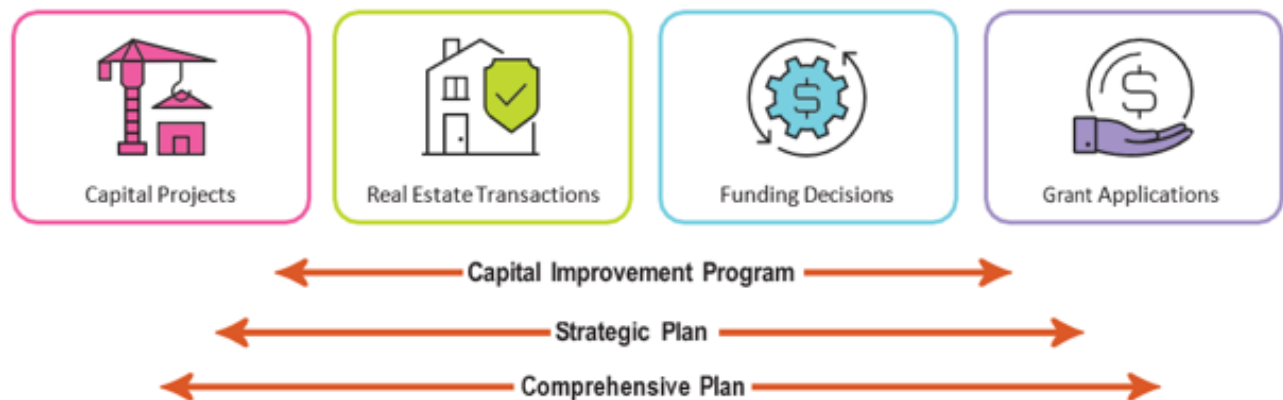 Capital Projects
Real Estate Transactions
$
Funding Decisions
$
Grant Applications
Capital Improvement Program
Strategic Plan
Comprehensive Plan